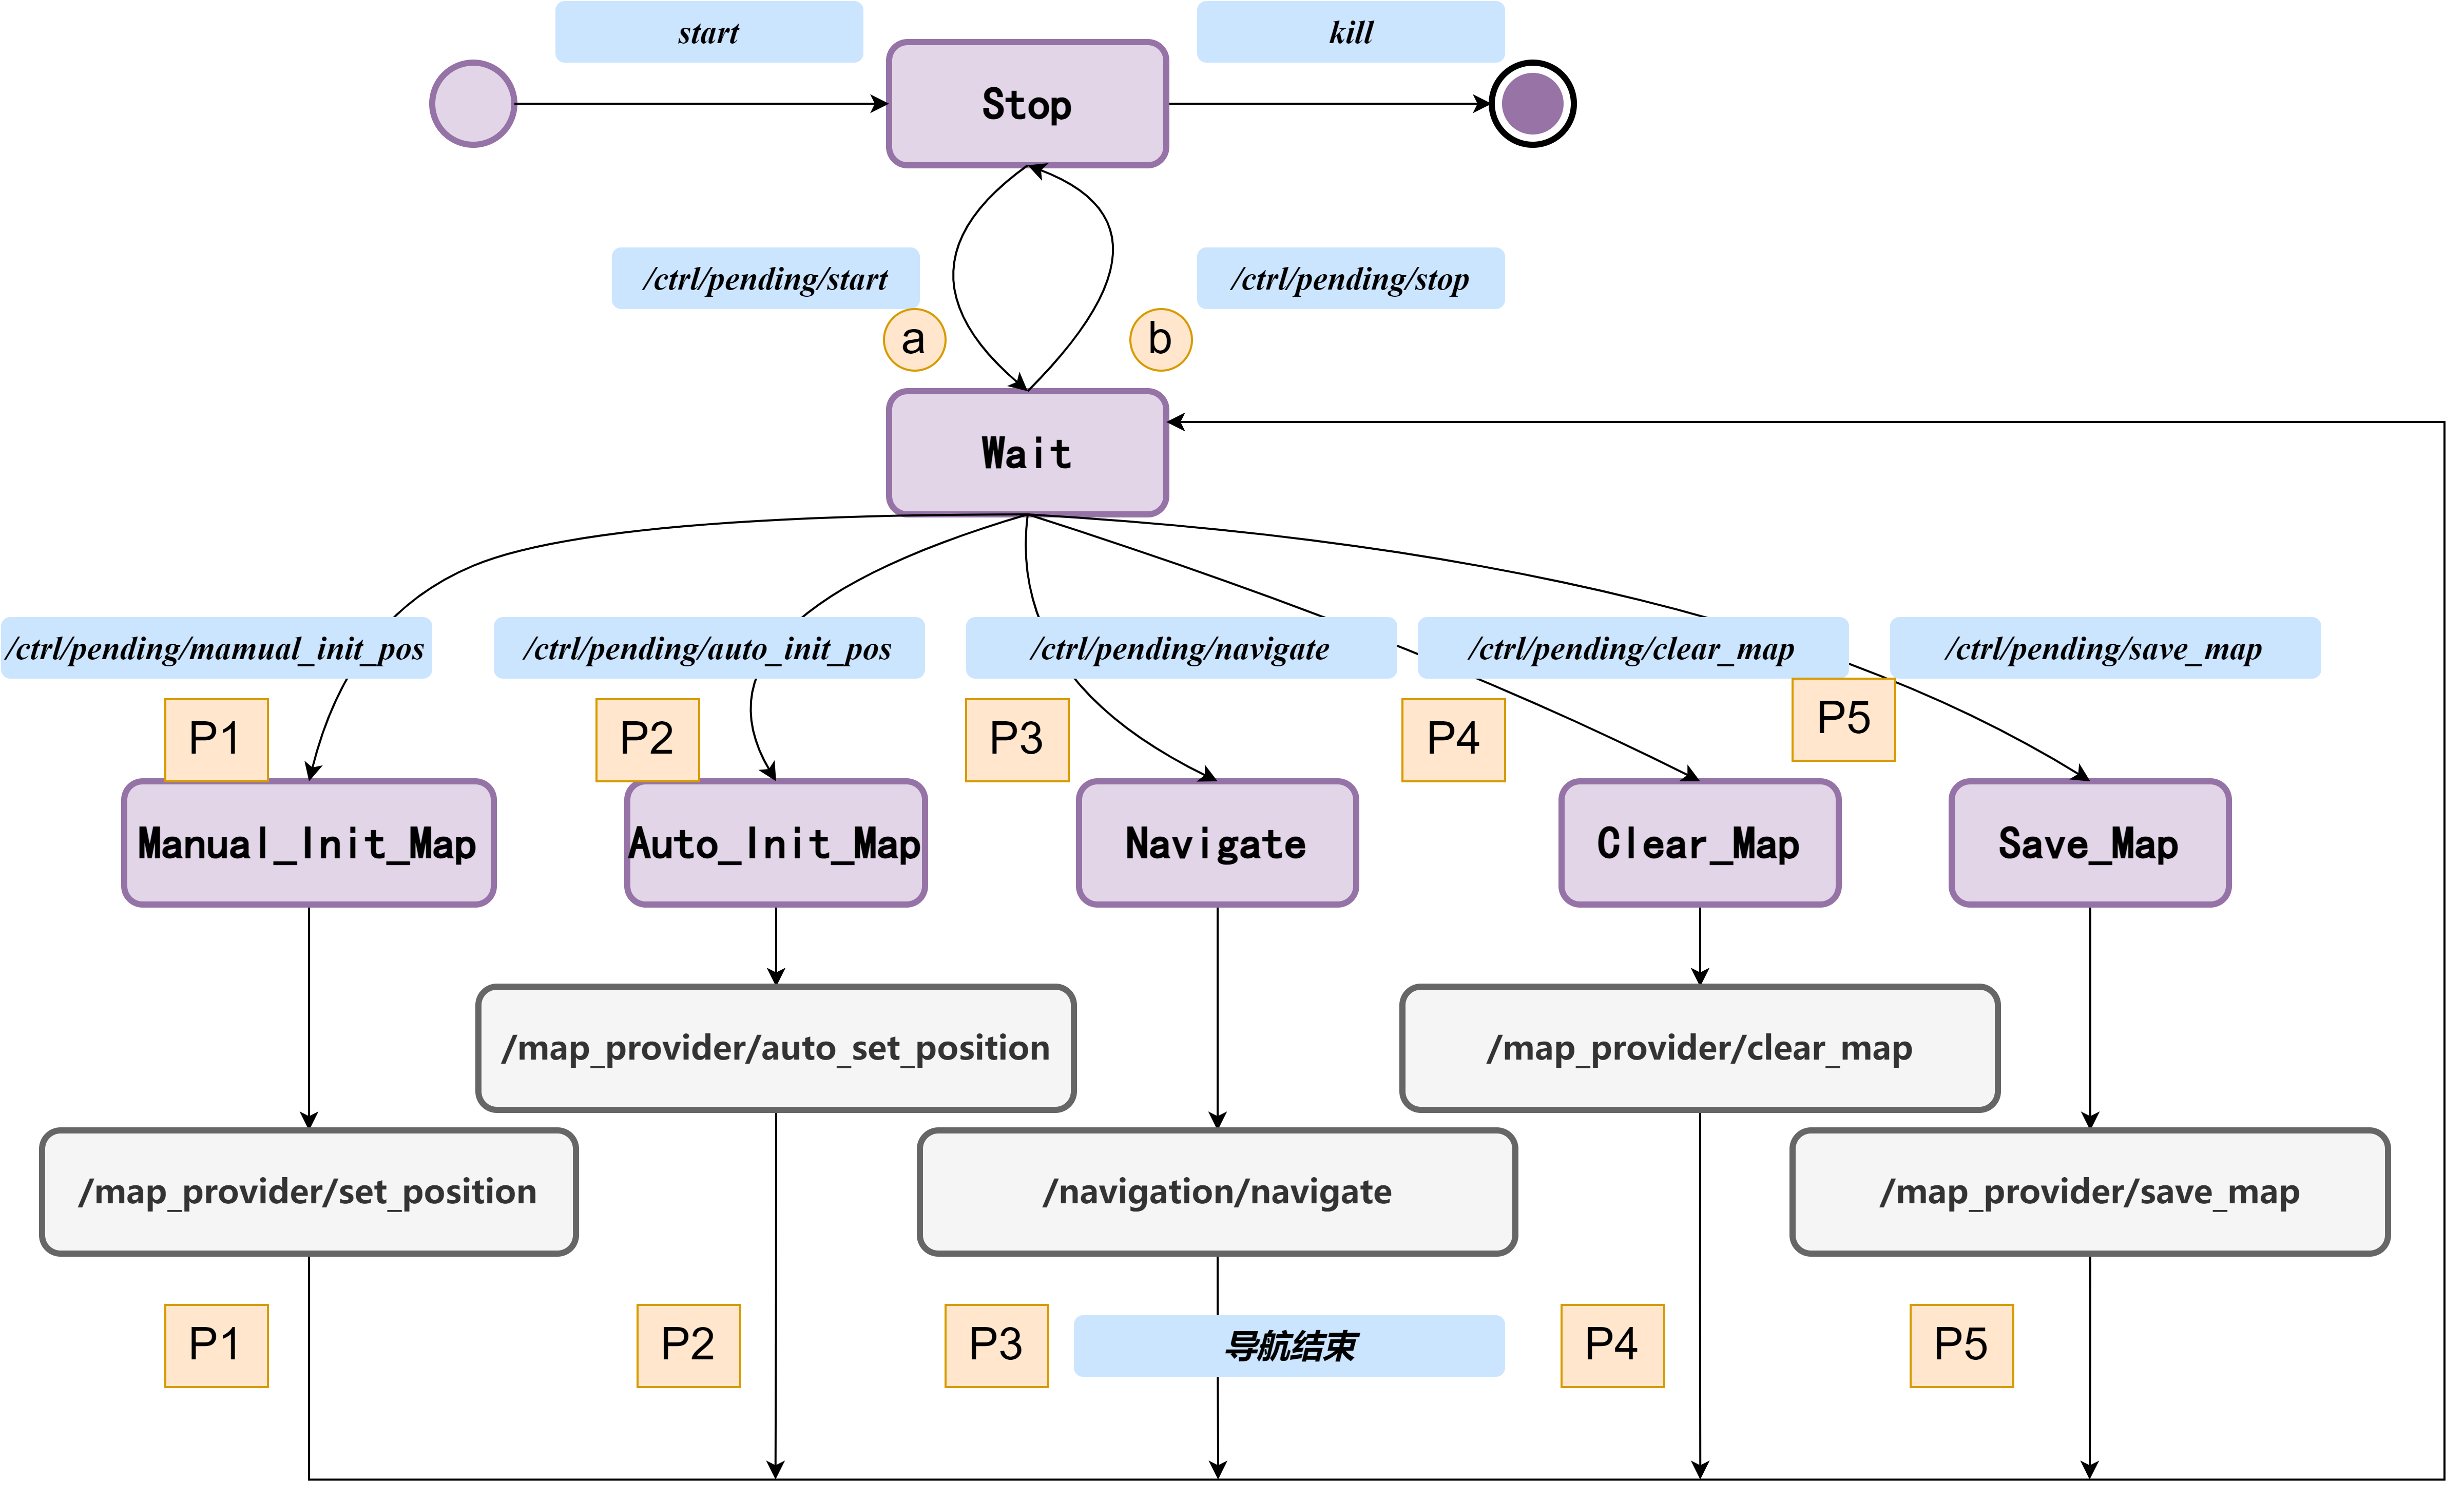 start
kill
Stop
/ctrl/pending/start
/ctrl/pending/stop
a
b
Wait
/ctrl/pending/mamual_init_pos
/ctrl/pending/auto_init_pos
/ctrl/pending/navigate
/ctrl/pending/clear_map
/ctrl/pending/save_map
P1
P2
P3
P4
P5
Manual_Init_Map
Auto_Init_Map
Navigate
Clear_Map
Save_Map
/map_provider/auto_set_position
/map_provider/clear_map
/map_provider/set_position
/navigation/navigate
/map_provider/save_map
P1
P2
P3
导航结束
P4
P5